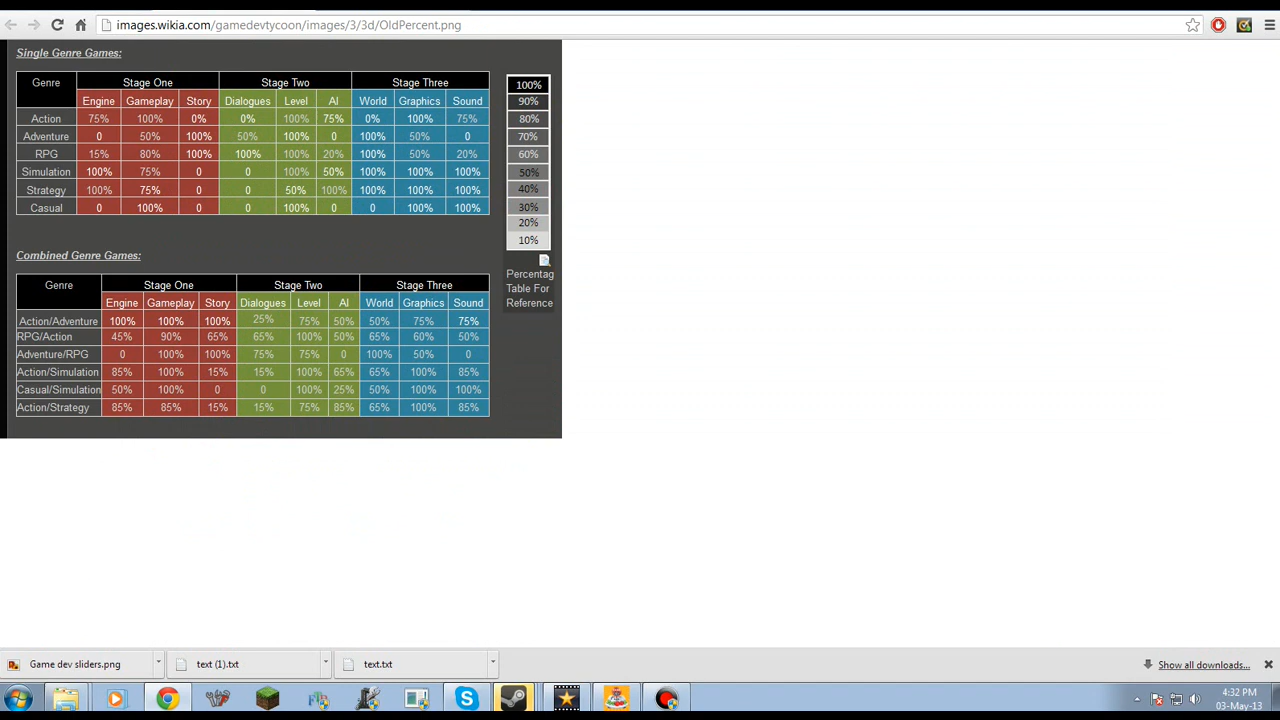 images.wikia.com/gamedevtycoon/images/3/3d/OldPercent.png
Single Genre Games:
Genre Stage One Stage Two Stage Three
Engine Gameplay Story Dialogues Level AI World Graphics Sound
Action 75% 100% 0% 0% 100% 75% 0% 100% 75%
Adventure 0 50% 100% 50% 100% 0 100% 50% 0
RPG 15% 80% 100% 100% 100% 20% 100% 50% 20%
Simulation 100% 75% 0 0 100% 50% 100% 100% 100%
Strategy 100% 75% 0 0 50% 100% 100% 100% 100%
Casual 0 100% 0 0 100% 0 0 100% 100%
100%
90%
80%
70%
60%
50%
40%
30%
20%
10%
Percentag
Table For
Reference
Combined Genre Games:
Genre Stage One Stage Two Stage Three
Engine Gameplay Story Dialogues Level AI World Graphics Sound
Action/Adventure 100% 100% 100% 25% 75% 50% 50% 75% 75%
RPG/Action 45% 90% 65% 65% 100% 50% 65% 60% 50%
Adventure/RPG 0 100% 100% 75% 75% 0 100% 50% 0
Action/Simulation 85% 100% 15% 15% 100% 65% 65% 100% 85%
Casual/Simulation 50% 100% 0 0 100% 25% 50% 100% 100%
Action/Strategy 85% 85% 15% 15% 75% 85% 65% 100% 85%
Game dev sliders.png text (1).txt text.txt Show all downloads...
4:32 PM
03-May-13